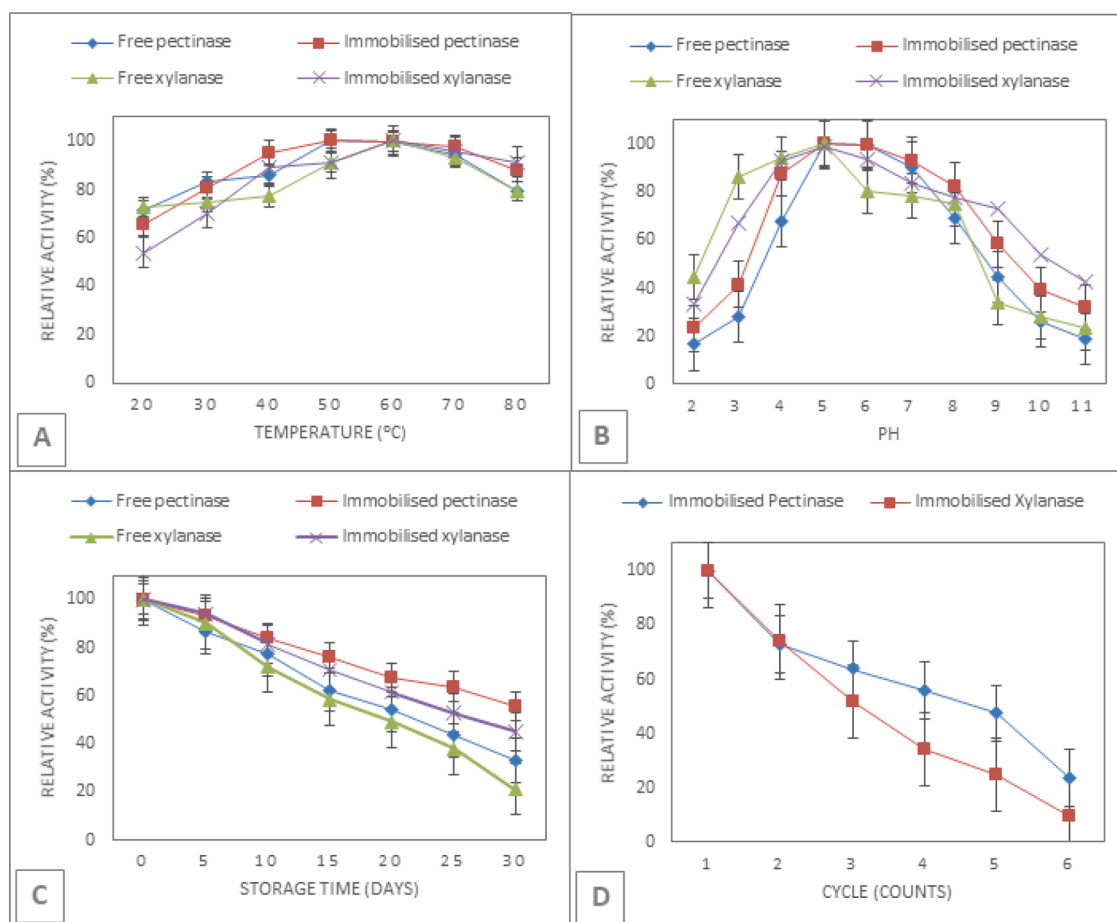 Free pectinase Immobilised pectinase
Free xylanase Immobilised xylanase
RELATIVE ACTIVITY (%)
100
80
60
40
20
0
20 30 40 50 60 70 80
TEMPERATURE (°C)
A
Free pectinase Immobilised pectinase
Free xylanase Immobilised xylanase
RELATIVE ACTIVITY (%)
100
80
60
40
20
0
2 3 4 5 6 7 8 9 10 11
PH
B
Free pectinase Immobilised pectinase
Free xylanase Immobilised xylanase
RELATIVE ACTIVITY (%)
100
80
60
40
20
0
0 5 10 15 20 25 30
STORAGE TIME (DAYS)
C
Immobilised Pectinase Immobilised Xylanase
RELATIVE ACTIVITY (%)
100
80
60
40
20
0
1 2 3 4 5 6
CYCLE (COUNTS)
D